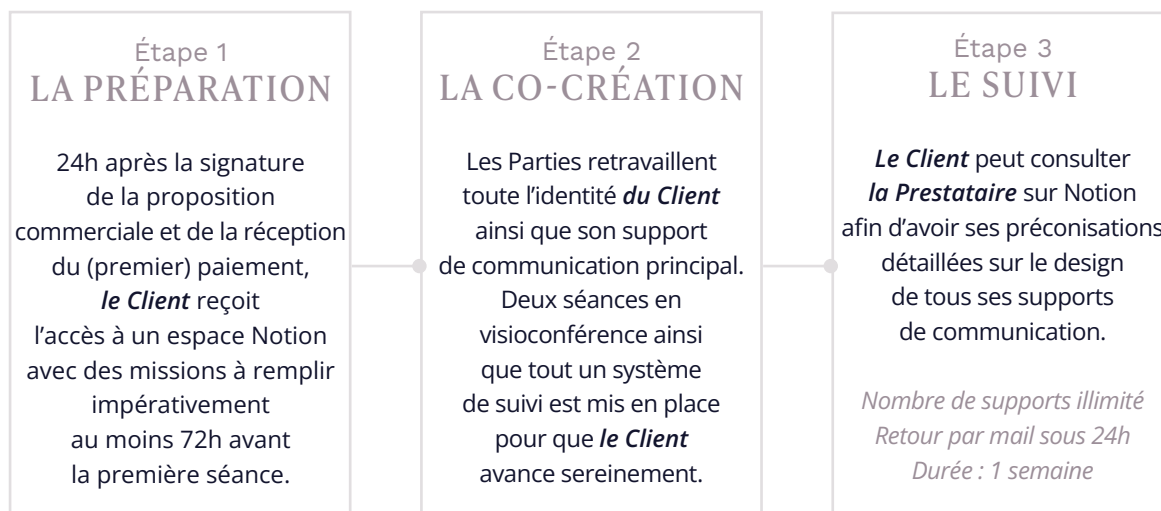 Étape 1
LA PRÉPARATION
24h après la signature
de la proposition
commerciale et de la réception
du (premier) paiement,
le Client reçoit
l'accès à un espace Notion
avec des missions à remplir
impérativement
au moins 72h avant
la première séance.
Étape 2
LA CO-CRÉATION
Les Parties retravaillent
toute l'identité du Client
ainsi que son support
de communication principal.
Deux séances en
visioconférence ainsi
que tout un système
de suivi est mis en place
pour que le Client
avance sereinement.
Étape 3
LE SUIVI
Le Client peut consulter
la Prestataire sur Notion
afin d'avoir ses préconisations
détaillées sur le design
de tous ses supports
de communication.
Nombre de supports illimité
Retour par mail sous 24h
Durée : 1 semaine